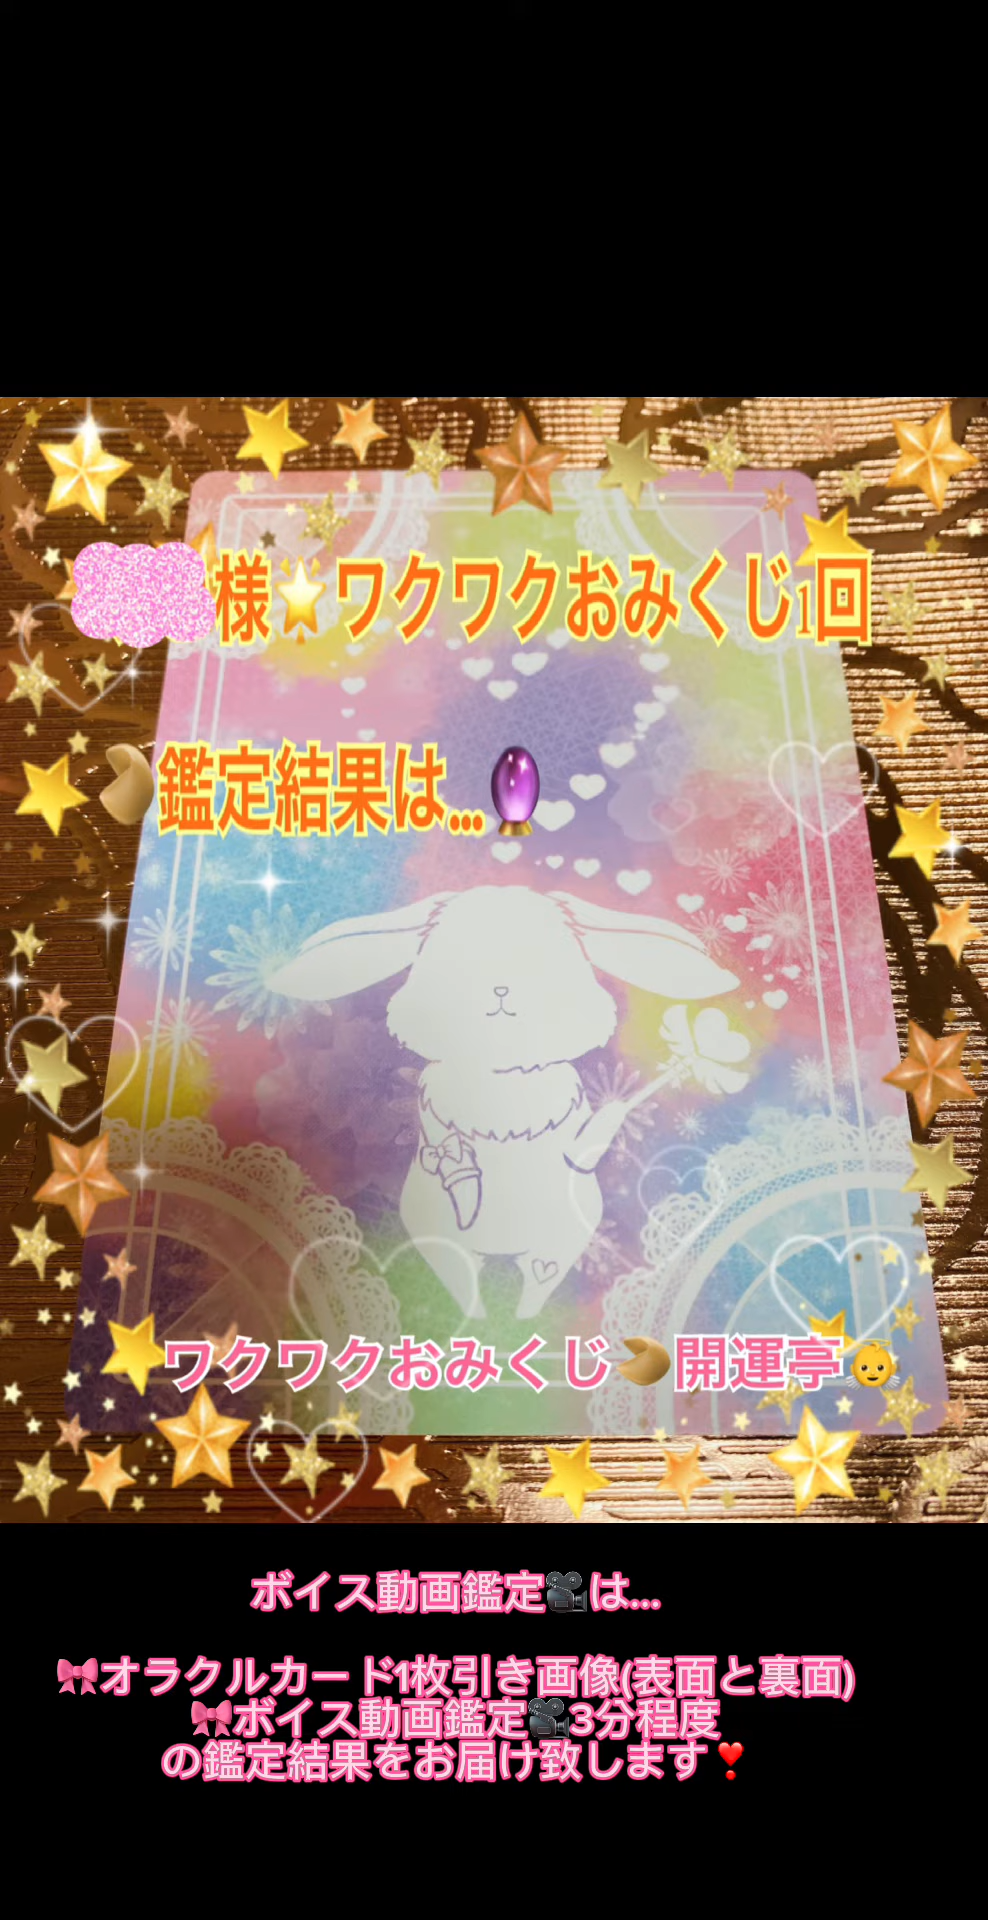 様🌟ワクワクおみくじ1回
🥠鑑定結果は...🔮
ワクワクおみくじ🥠開運亭👼
ボイス動画鑑定🎥は...
🎀オラクルカード1枚引き画像(表面と裏面)
🎀ボイス動画鑑定🎥3分程度
の鑑定結果をお届け致します❣️